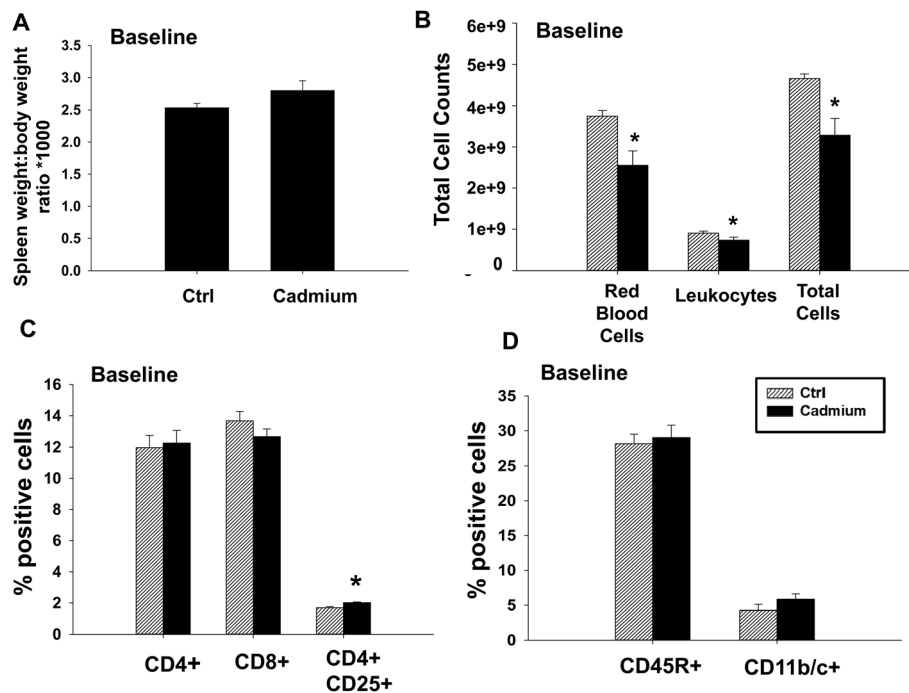 A
Baseline
Spleen weight:body weight
ratio *1000
3.5
3.0
2.5
2.0
1.5
1.0
0.5
0.0
Ctrl
Cadmium
B
Baseline
Total Cell Counts
6e+9
5e+9
4e+9
3e+9
2e+9
1e+9
0
*
*
*
Red
Blood
Cells
Leukocytes
Total
Cells
C
Baseline
% positive cells
18
16
14
12
10
8
6
4
2
0
*
CD4+
CD8+
CD4+
CD25+
D
Baseline
% positive cells
35
30
25
20
15
10
5
0
Ctrl
Cadmium
CD45R+
CD11b/c+